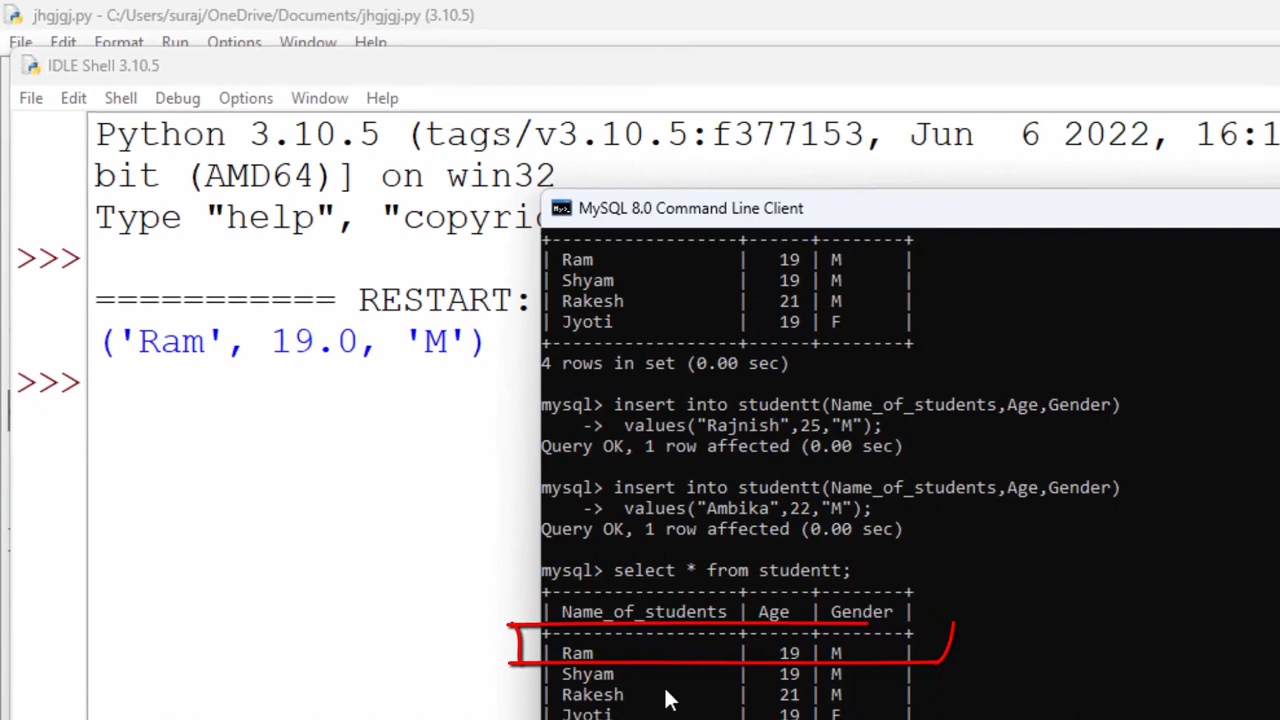 jhgjgj.py - C:/Users/suraj/OneDrive/Documents/jhgjgj.py (3.10.5)
File Edit Format Run Options Window Help
IDLE Shell 3.10.5
File Edit Shell Debug Options Window Help
Python 3.10.5 (tags/v3.10.5:f377153, Jun 6 2022, 16:1
bit (AMD64)] on win32
Type "help", "copyri
>>>
=========== RESTART:
('Ram', 19.0, 'M')
>>>
MySQL 8.0 Command Line Client
+------------------+------+--------+
| Ram | 19 | M |
| Shyam | 19 | M |
| Rakesh | 21 | M |
| Jyoti | 19 | F |
+------------------+------+--------+
4 rows in set (0.00 sec)
mysql> insert into studentt(Name_of_students,Age,Gender)
-> values("Rajnish",25,"M");
Query OK, 1 row affected (0.00 sec)
mysql> insert into studentt(Name_of_students,Age,Gender)
-> values("Ambika",22,"M");
Query OK, 1 row affected (0.00 sec)
mysql> select * from studentt;
+------------------+------+--------+
| Name_of_students | Age | Gender |
+------------------+------+--------+
| Ram | 19 | M |
| Shyam | 19 | M |
| Rakesh | 21 | M |
| Jyoti | 19 | F |